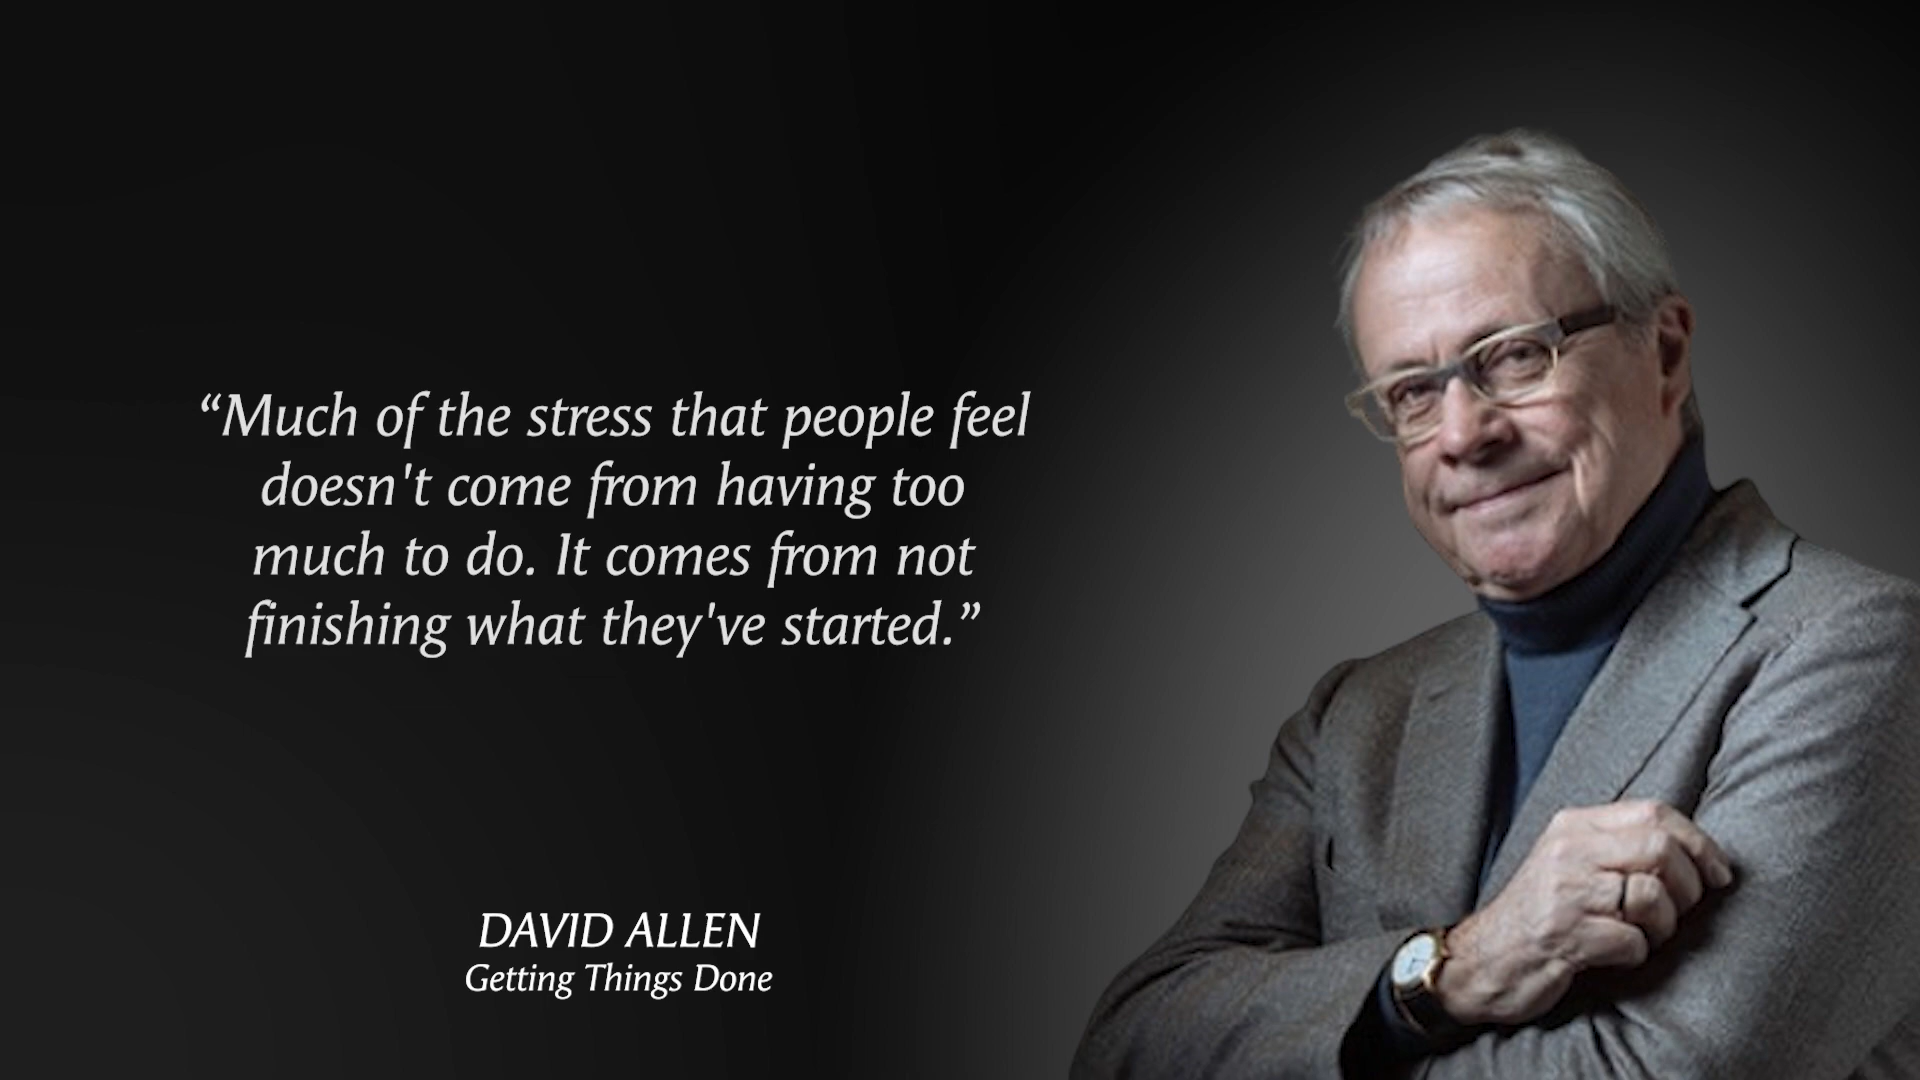 “Much of the stress that people feel
doesn't come from having too
much to do. It comes from not
finishing what they've started.”
DAVID ALLEN
Getting Things Done